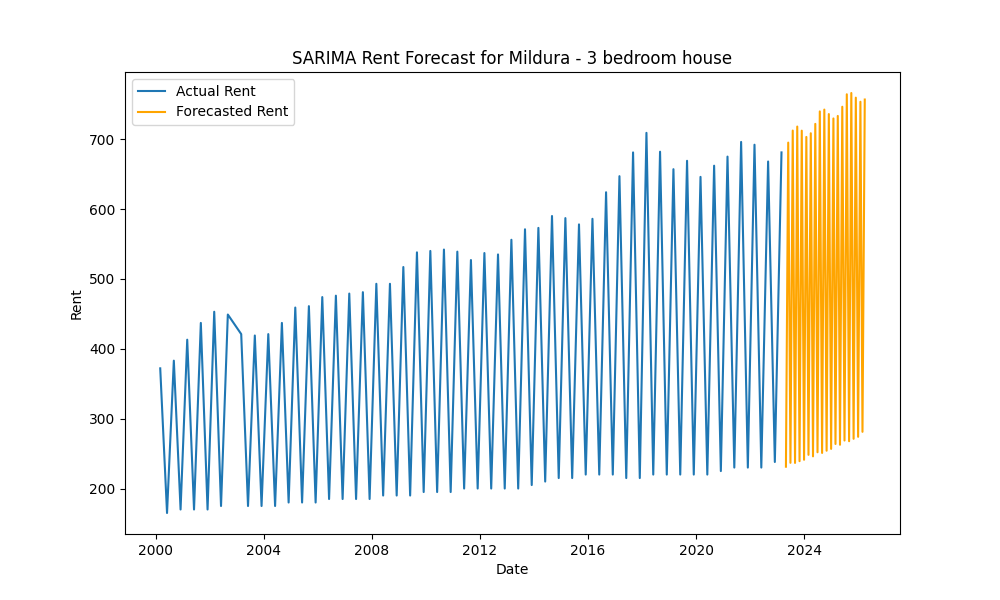 SARIMA Rent Forecast for Mildura - 3 bedroom house
Actual Rent
Forecasted Rent
700
600
500
400
300
200
Rent
2000 2004 2008 2012 2016 2020 2024
Date